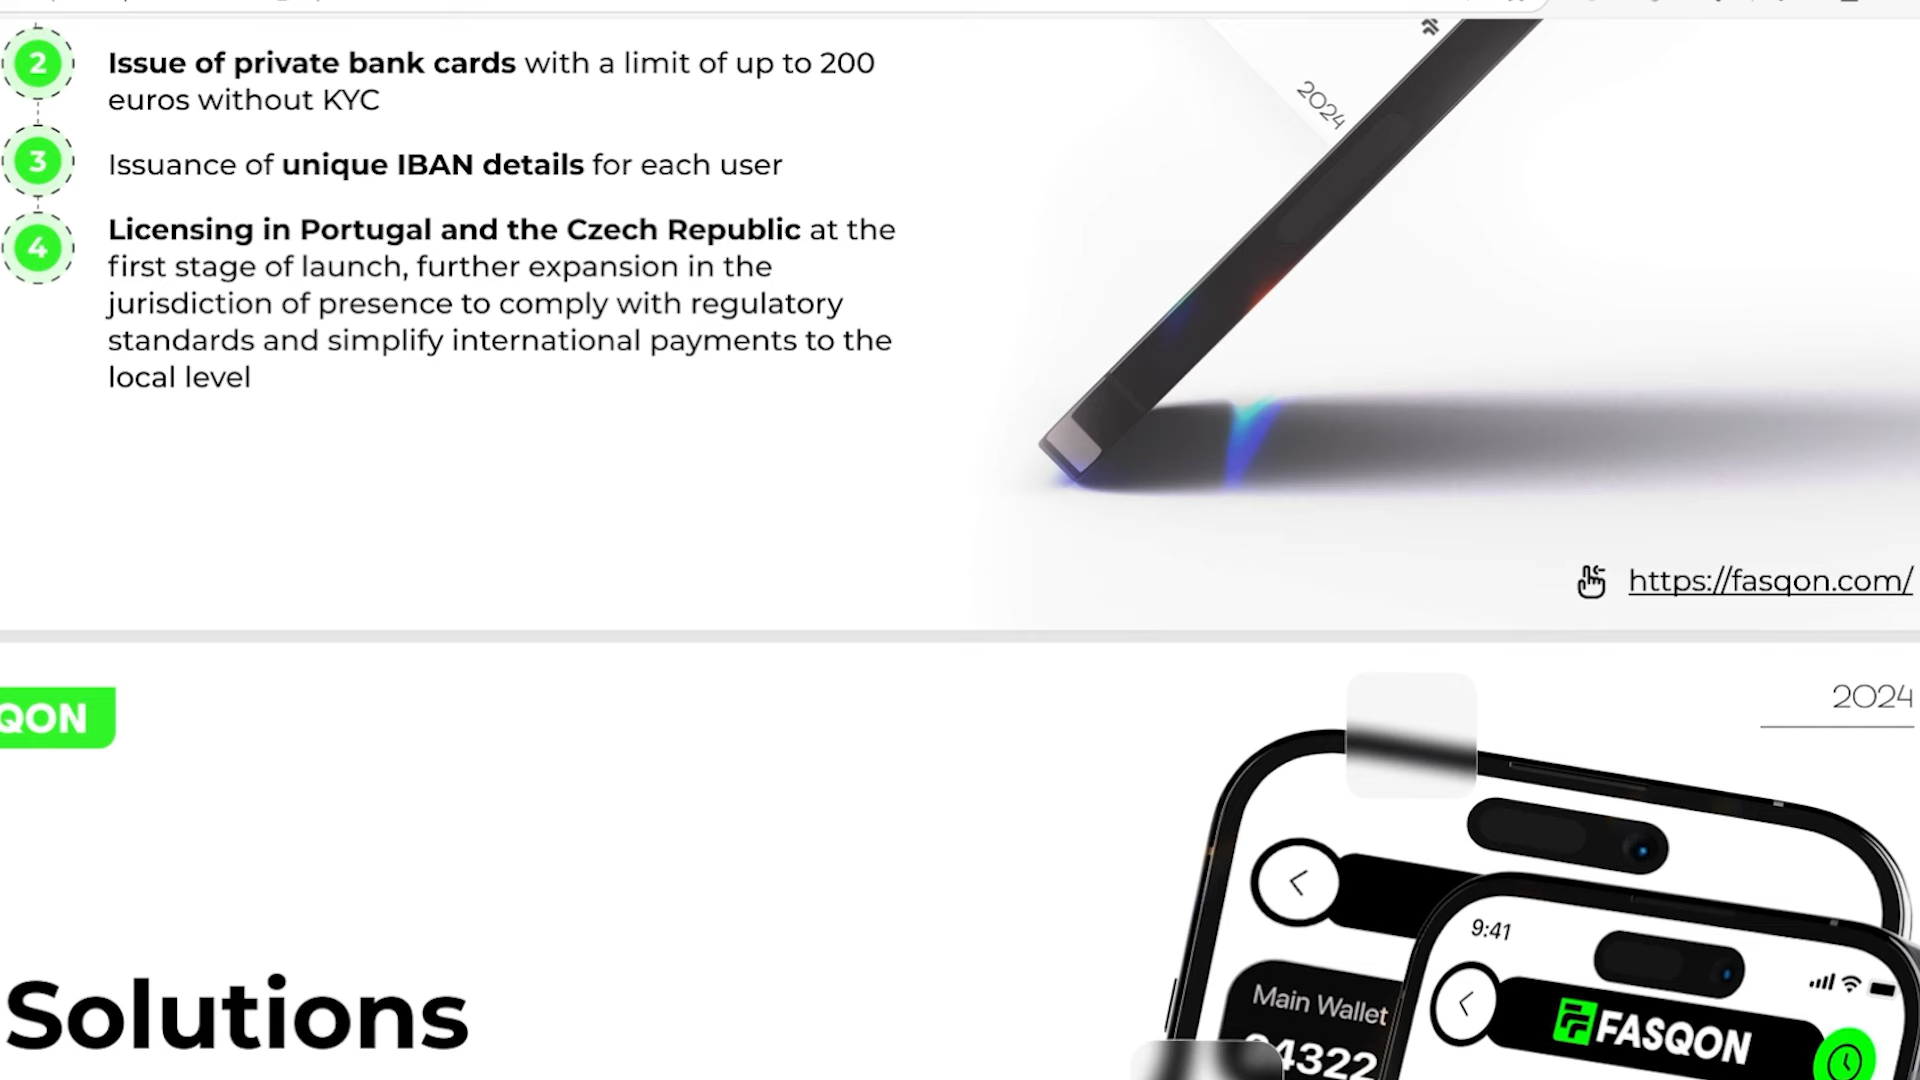 2
Issue of private bank cards with a limit of up to 200
euros without KYC
3
Issuance of unique IBAN details for each user
4
Licensing in Portugal and the Czech Republic at the
first stage of launch, further expansion in the
jurisdiction of presence to comply with regulatory
standards and simplify international payments to the
local level
2024
https://fasqon.com/
QON
2024
Solutions
Main Wallet
4322
9:41
FASQON